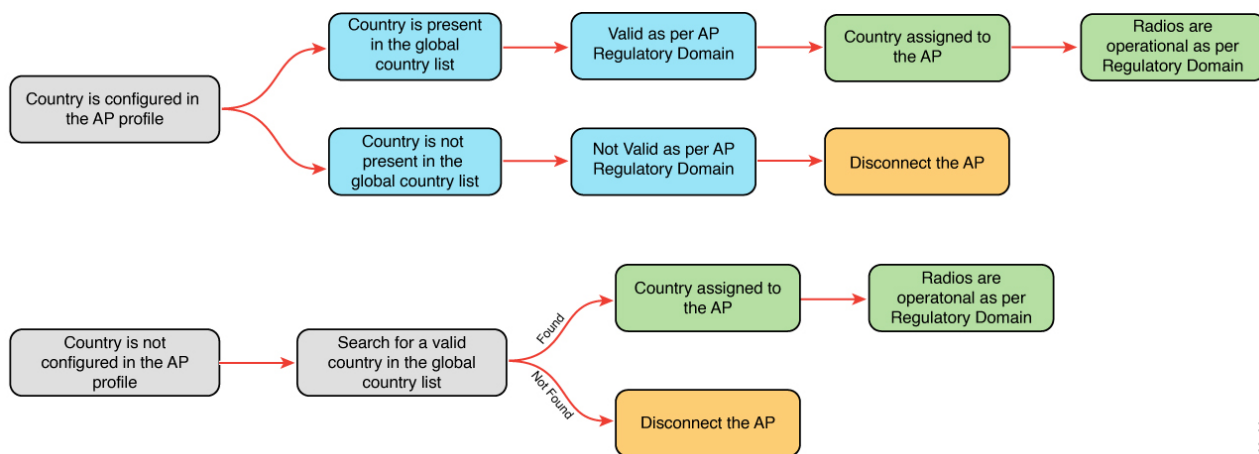 Country is present
in the global
country list
Valid as per AP
Regulatory Domain
Country assigned to
the AP
Radios are
operational as per
Regulatory Domain
Country is configured in
the AP profile
Country is not
present in the
global country list
Not Valid as per AP
Regulatory Domain
Disconnect the AP
Country is not
configured in the AP
profile
Search for a valid
country in the global
country list
Found
Not Found
Country assigned to
the AP
Radios are
operatonal as per
Regulatory Domain
Disconnect the AP